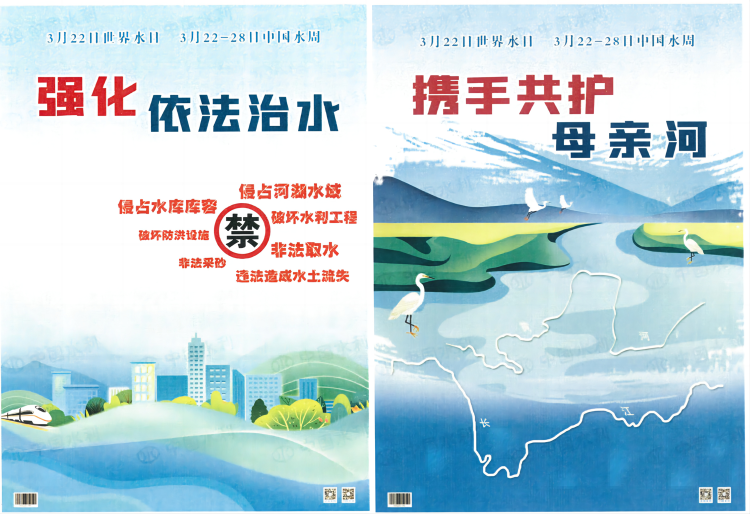 3月22日世界水日 3月22-28日中国水周
强化
依法治水
侵占河湖水域
侵占水库库容
破坏水利工程
禁
破坏防洪设施
非法取水
非法采砂
违法造成水土流失
3月22日世界水日 3月22-28日中国水周
携手共护
母亲河
黄
河
长
江